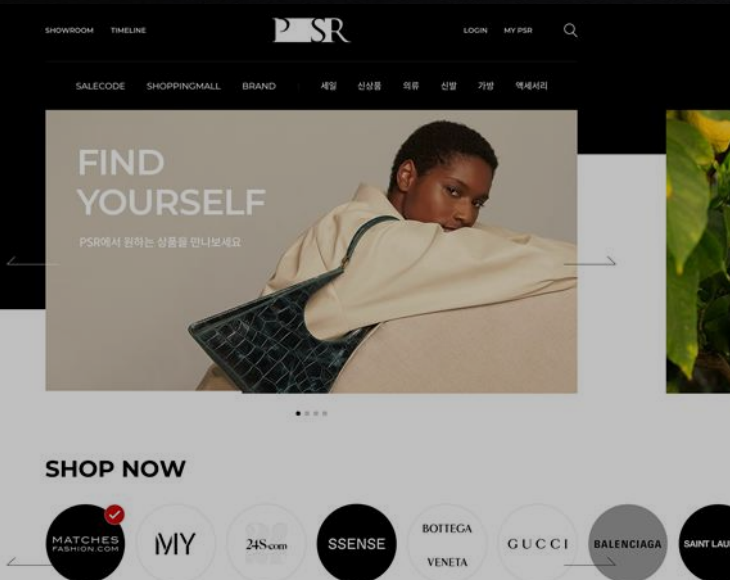 SHOWROOM TIMELINE PSR LOGIN MY PSR
SALECODE SHOPPINGMALL BRAND 세일 신상품 의류 신발 가방 액세서리
FIND
YOURSELF
PSR에서 원하는 상품을 만나보세요
SHOP NOW
MATCHES
FASHION.COM
MY
24S.com
SSENSE
BOTTEGA
VENETA
GUCCI
BALENCIAGA
SAINT LAU